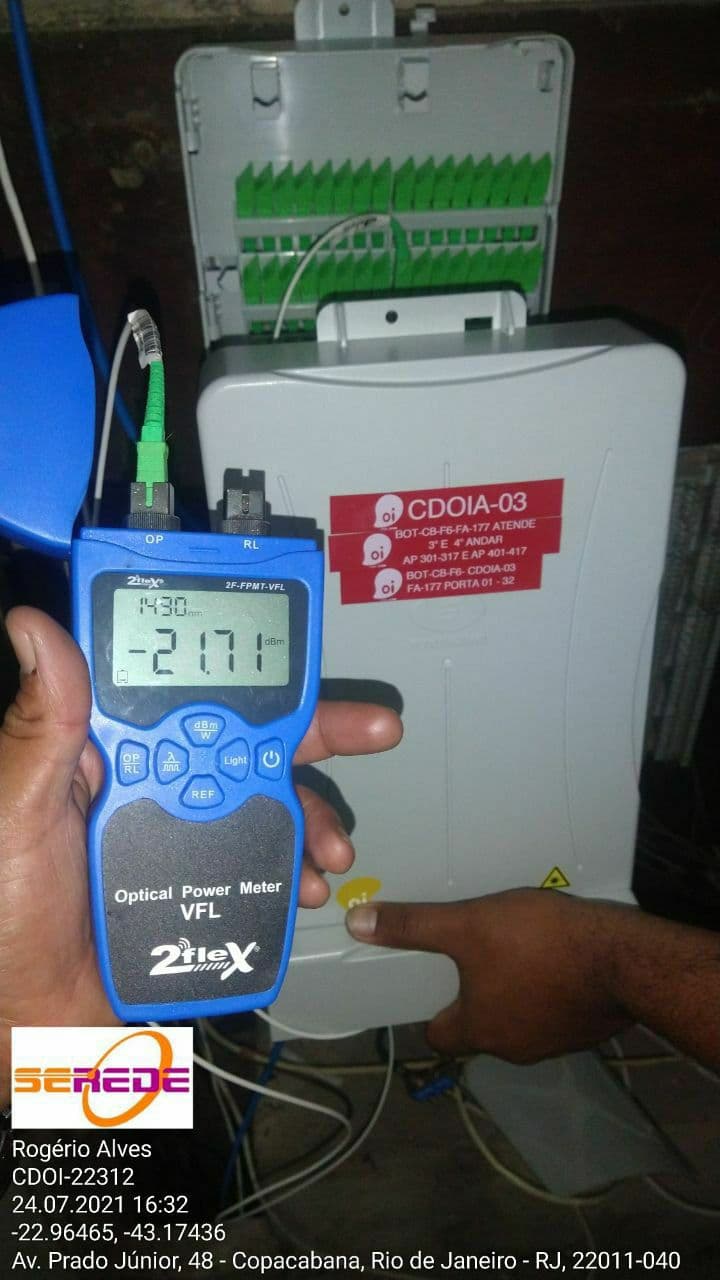 oi CDOIA-03
BOT-CB-F6-FA-177 ATENDE
3° E 4° ANDAR
AP 301-317 E AP 401-417
oi
BOT-CB-F6- CDOIA-03
FA-177 PORTA 01 - 32
oi
OP
RL
2fleX
2F-FPMT-VFL
1430nm
-21.71 dBm
dBm
W
OP
RL
λ
Light
REF
Optical Power Meter
VFL
2fleX®
oi
SEREDE
Rogério Alves
CDOI-22312
24.07.2021 16:32
-22.96465, -43.17436
Av. Prado Júnior, 48 - Copacabana, Rio de Janeiro - RJ, 22011-040